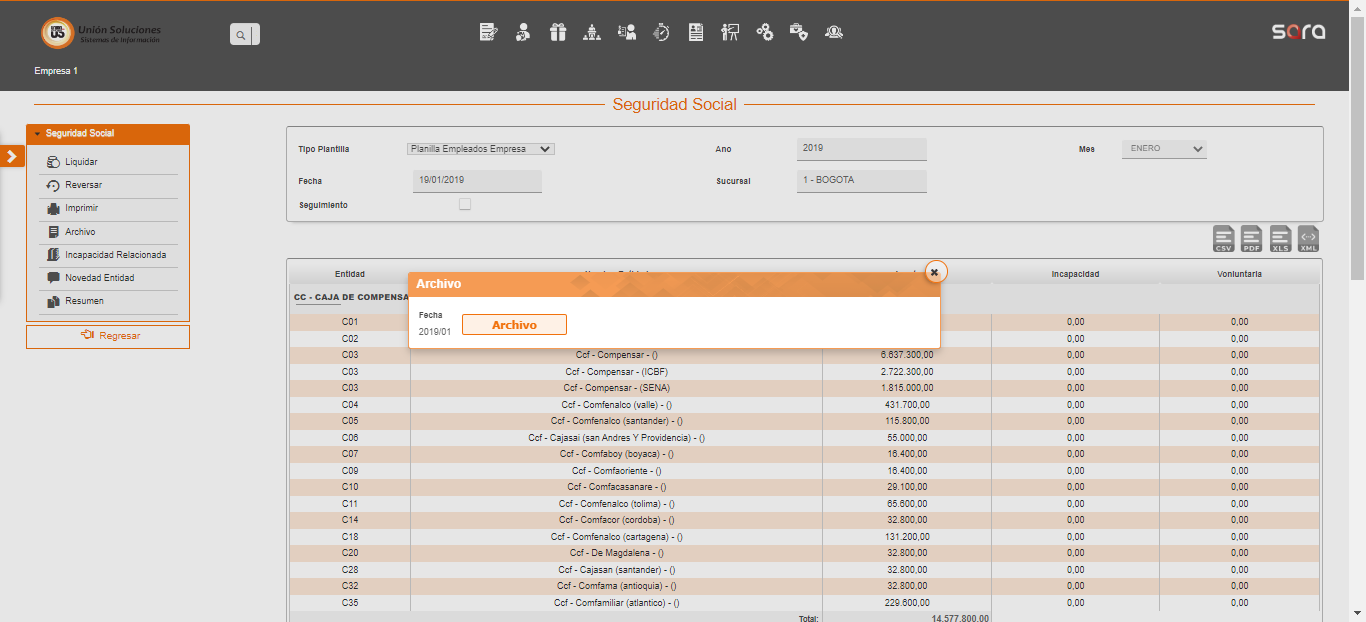 Unión Soluciones
Sistemas de Información
sara
Empresa 1
Seguridad Social
Seguridad Social
Liquidar
Reversar
Imprimir
Archivo
Incapacidad Relacionada
Novedad Entidad
Resumen
Regresar
Tipo Plantilla Planilla Empleados Empresa Ano 2019 Mes ENERO
Fecha 19/01/2019 Sucursal 1 - BOGOTA
Seguimiento
CSV PDF XLS XML
Entidad Incapacidad Vonluntaria
CC - CAJA DE COMPENSA
Archivo
Fecha
2019/01 Archivo
C01 0,00 0,00
C02 0,00 0,00
C03 Ccf - Compensar - () 6.637.300,00 0,00 0,00
C03 Ccf - Compensar - (ICBF) 2.722.300,00 0,00 0,00
C03 Ccf - Compensar - (SENA) 1.815.000,00 0,00 0,00
C04 Ccf - Comfenalco (valle) - () 431.700,00 0,00 0,00
C05 Ccf - Comfenalco (santander) - () 115.800,00 0,00 0,00
C06 Ccf - Cajasai (san Andres Y Providencia) - () 55.000,00 0,00 0,00
C07 Ccf - Comfaboy (boyaca) - () 16.400,00 0,00 0,00
C09 Ccf - Comfaoriente - () 16.400,00 0,00 0,00
C10 Ccf - Comfacasanare - () 29.100,00 0,00 0,00
C11 Ccf - Comfenalco (tolima) - () 65.600,00 0,00 0,00
C14 Ccf - Comfacor (cordoba) - () 32.800,00 0,00 0,00
C18 Ccf - Comfenalco (cartagena) - () 131.200,00 0,00 0,00
C20 Ccf - De Magdalena - () 32.800,00 0,00 0,00
C28 Ccf - Cajasan (santander) - () 32.800,00 0,00 0,00
C32 Ccf - Comfama (antioquia) - () 32.800,00 0,00 0,00
C35 Ccf - Comfamiliar (atlantico) - () 229.600,00 0,00 0,00
Total: 14.577.800,00